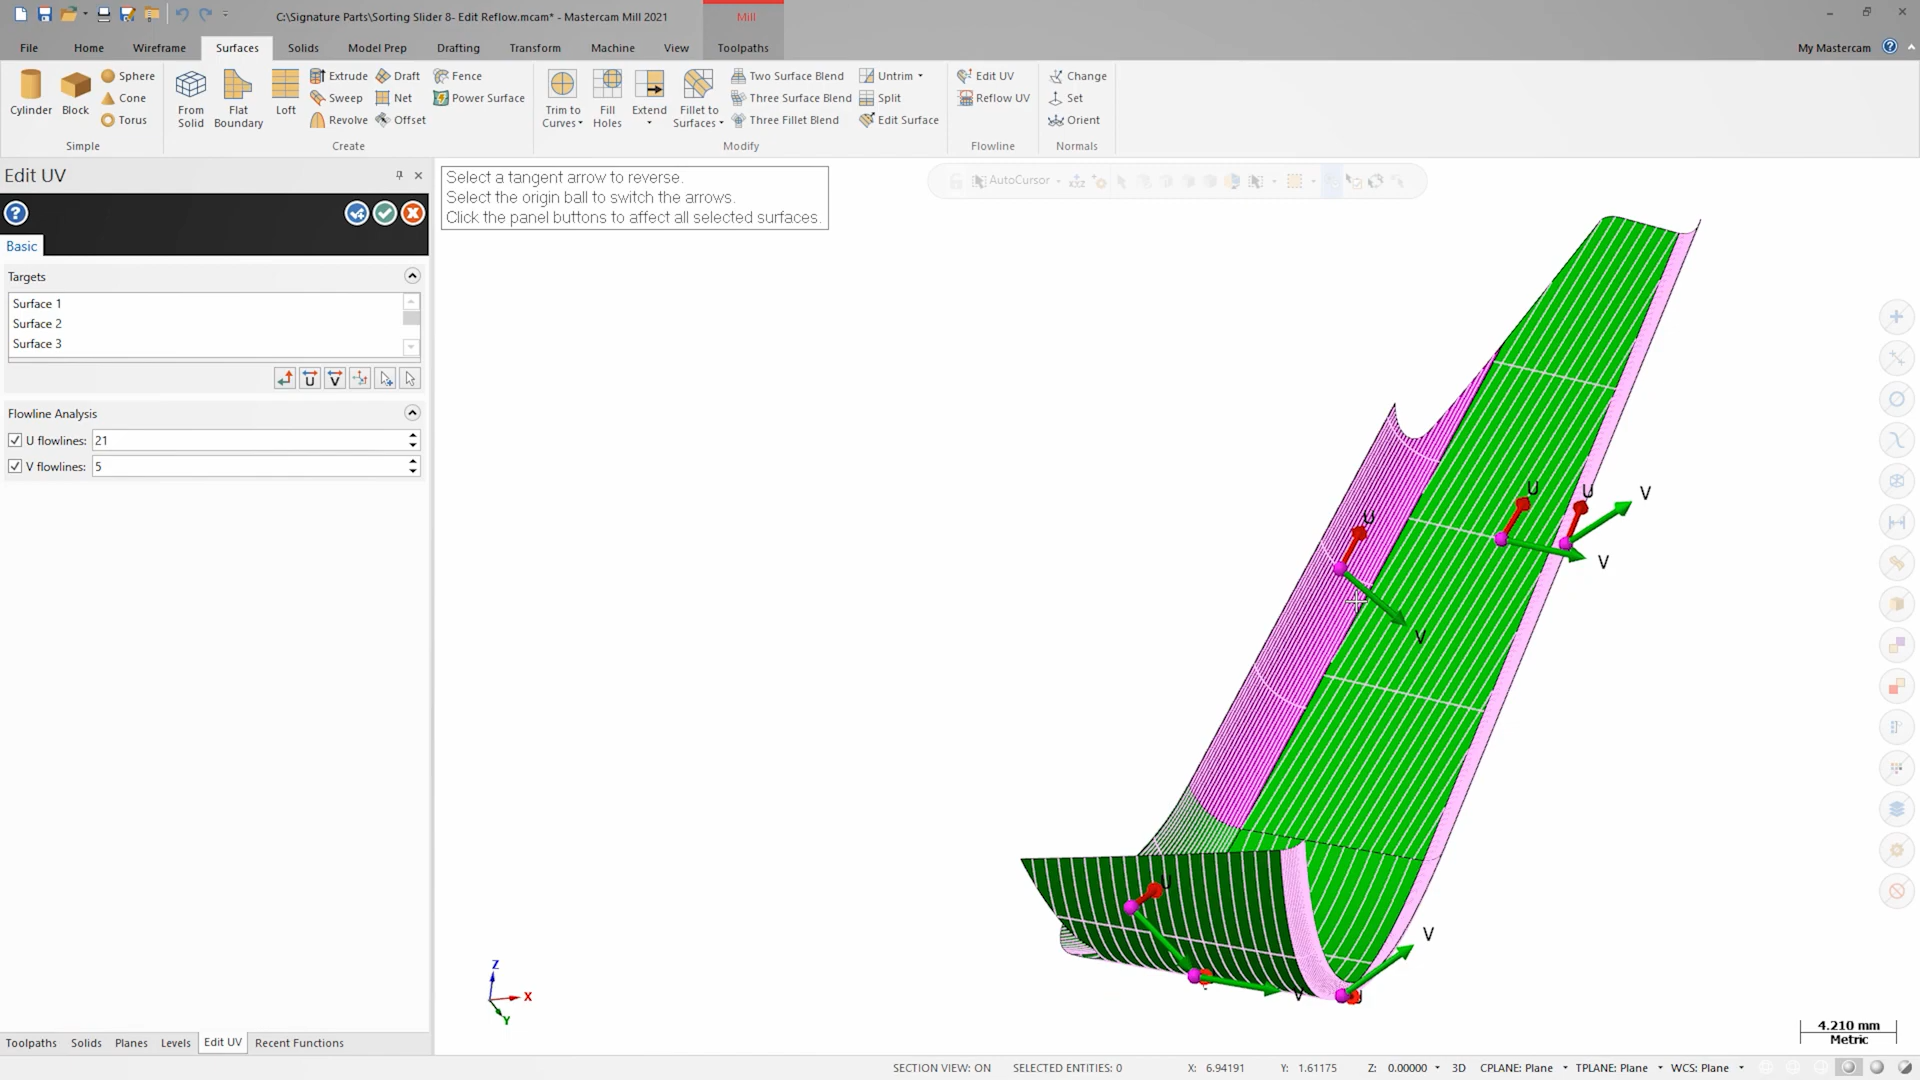 C:\Signature Parts\Sorting Slider 8- Edit Reflow.mcam* - Mastercam Mill 2021
Mill
File
Home
Wireframe
Surfaces
Solids
Model Prep
Drafting
Transform
Machine
View
Toolpaths
My Mastercam
Cylinder
Block
Sphere
Cone
Torus
Simple
From Solid
Flat Boundary
Loft
Extrude
Sweep
Revolve
Draft
Net
Offset
Fence
Power Surface
Create
Trim to Curves
Fill Holes
Extend
Fillet to Surfaces
Two Surface Blend
Three Surface Blend
Three Fillet Blend
Untrim
Split
Edit Surface
Modify
Edit UV
Reflow UV
Flowline
Change
Set
Orient
Normals
Edit UV
Basic
Targets
Surface 1
Surface 2
Surface 3
U
V
Flowline Analysis
U flowlines: 21
V flowlines: 5
Select a tangent arrow to reverse.
Select the origin ball to switch the arrows.
Click the panel buttons to affect all selected surfaces.
AutoCursor
U
U
V
U
V
V
U
V
V
U
Z
X
Y
4.210 mm
Metric
Toolpaths
Solids
Planes
Levels
Edit UV
Recent Functions
SECTION VIEW: ON
SELECTED ENTITIES: 0
X: 6.94191
Y: 1.61175
Z: 0.00000
3D
CPLANE: Plane
TPLANE: Plane
WCS: Plane